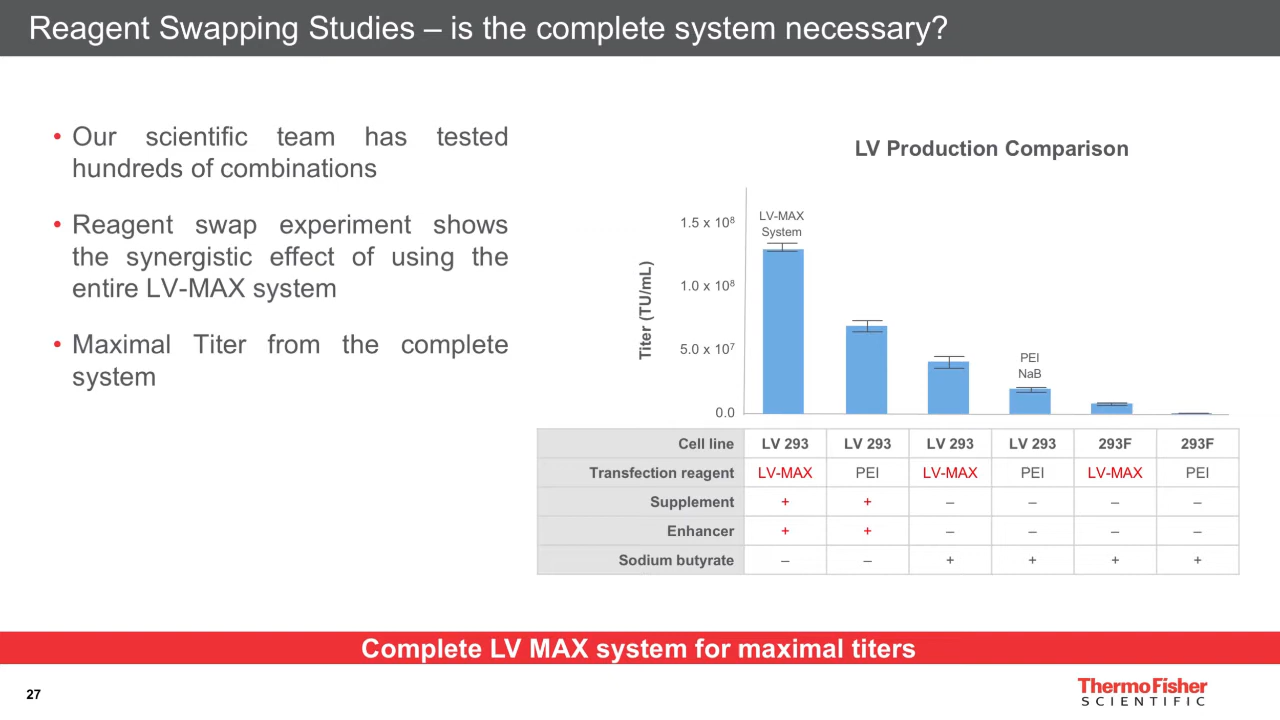 Reagent Swapping Studies – is the complete system necessary?
• Our scientific team has tested
hundreds of combinations
• Reagent swap experiment shows
the synergistic effect of using the
entire LV-MAX system
• Maximal Titer from the complete
system
LV Production Comparison
Titer (TU/mL)
1.5 x 10⁸
1.0 x 10⁸
5.0 x 10⁷
0.0
LV-MAX
System
PEI
NaB
Cell line LV 293 LV 293 LV 293 LV 293 293F 293F
Transfection reagent LV-MAX PEI LV-MAX PEI LV-MAX PEI
Supplement + + – – – –
Enhancer + + – – – –
Sodium butyrate – – + + + +
Complete LV MAX system for maximal titers
27
ThermoFisher
SCIENTIFIC